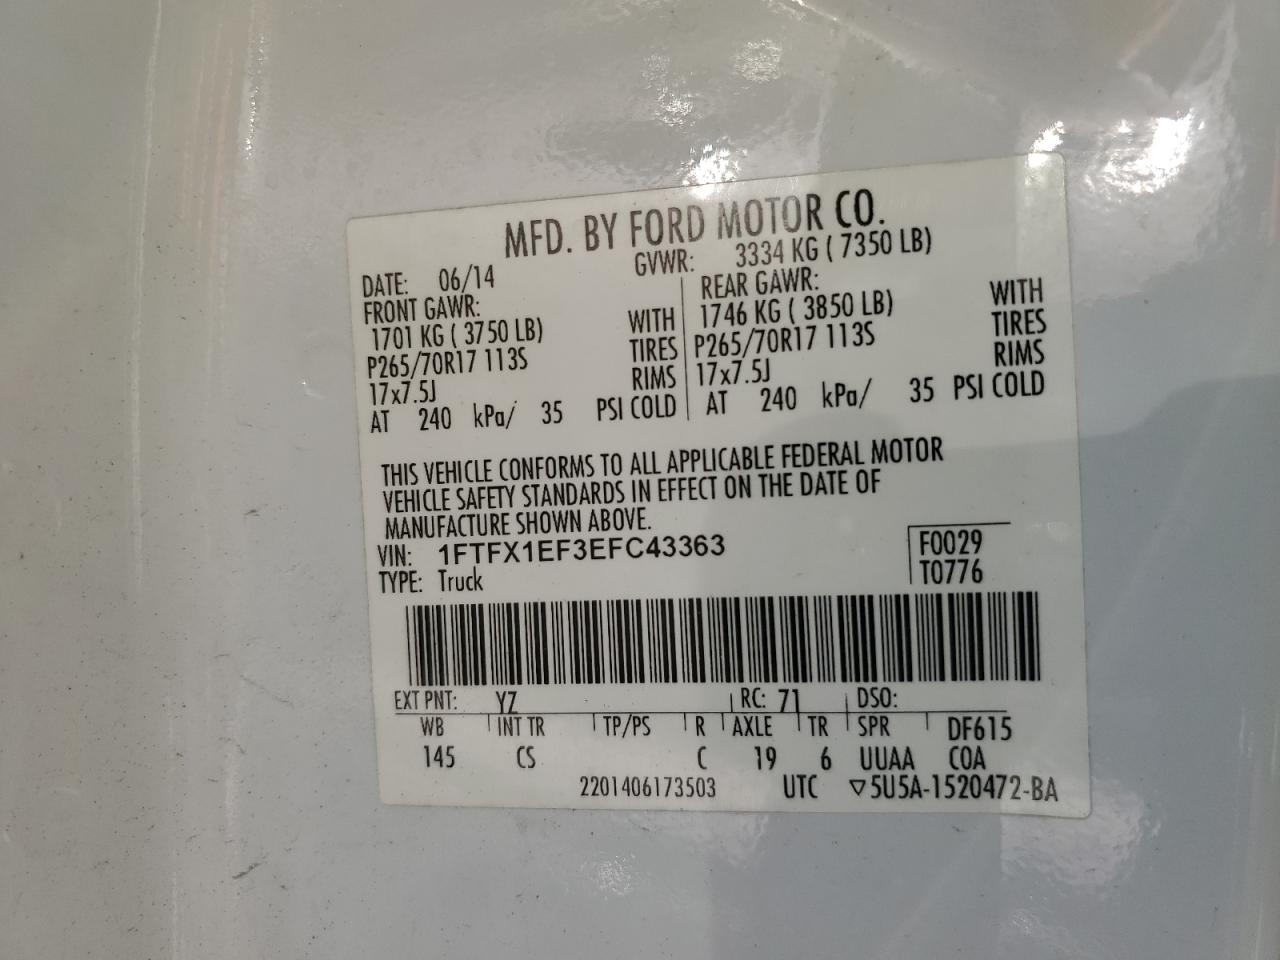 MFD. BY FORD MOTOR CO.
DATE: 06/14 GVWR: 3334 KG ( 7350 LB)
FRONT GAWR: REAR GAWR:
1701 KG ( 3750 LB) WITH 1746 KG ( 3850 LB) WITH
P265/70R17 113S TIRES P265/70R17 113S TIRES
17x7.5J RIMS 17x7.5J RIMS
AT 240 kPa/ 35 PSI COLD AT 240 kPa/ 35 PSI COLD
THIS VEHICLE CONFORMS TO ALL APPLICABLE FEDERAL MOTOR
VEHICLE SAFETY STANDARDS IN EFFECT ON THE DATE OF
MANUFACTURE SHOWN ABOVE.
VIN: 1FTFX1EF3EFC43363 F0029
TYPE: Truck T0776
EXT PNT: YZ RC: 71 DSO:
WB INT TR TP/PS R AXLE TR SPR DF615
145 CS C 19 6 UUAA COA
2201406173503 UTC ▽5U5A-1520472-BA